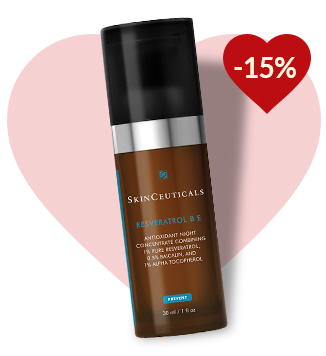 -15%
SKINCEUTICALS
RESVERATROL B E
ANTIOXIDANT NIGHT
CONCENTRATE COMBINING
1% PURE RESVERATROL,
0.5% BAICALIN, AND
1% ALPHA TOCOPHEROL
PREVENT
30 ml / 1 fl oz